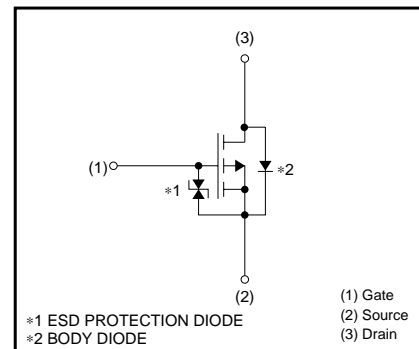 (3)
(1)
∗1
∗2
(2)
∗1 ESD PROTECTION DIODE
∗2 BODY DIODE
(1) Gate
(2) Source
(3) Drain